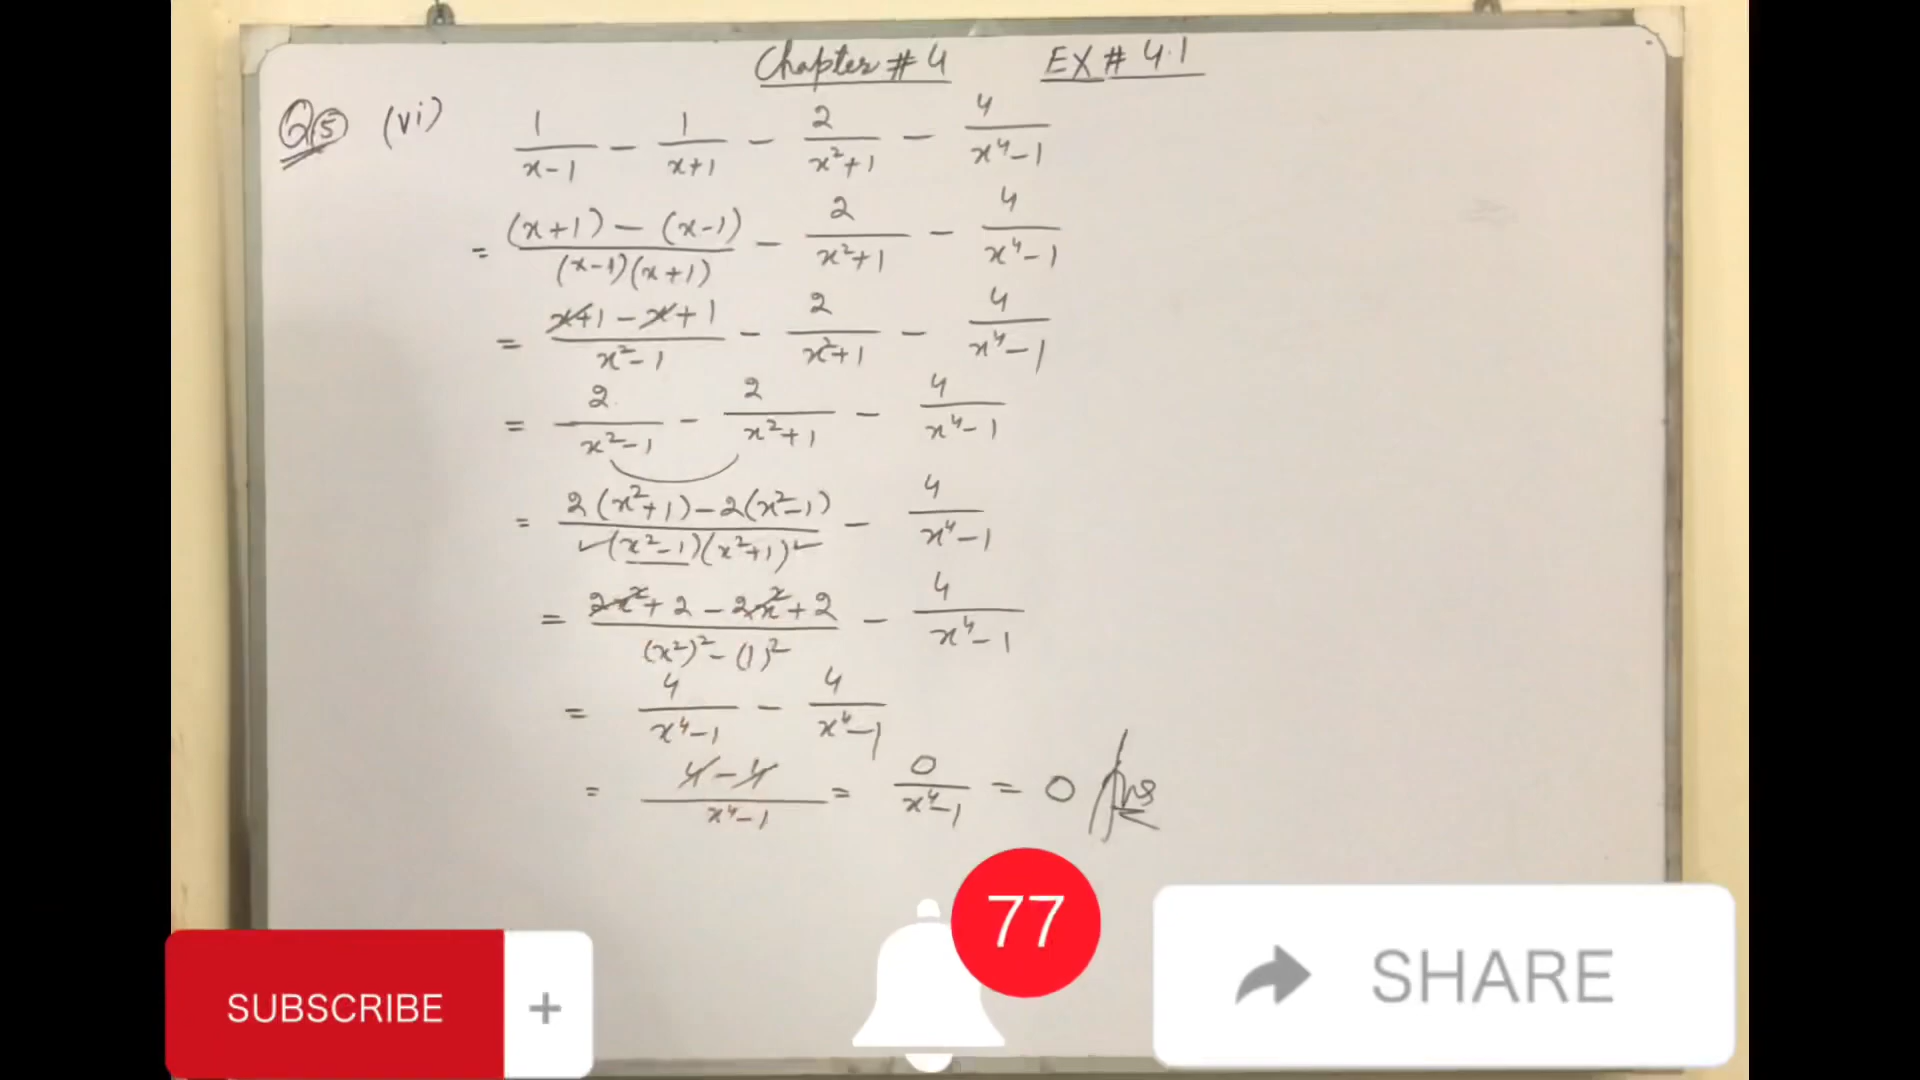 Chapter # 4 EX # 4.1
Q5 (vi) 1/(x-1) - 1/(x+1) - 2/(x²+1) - 4/(x⁴-1)
= ((x+1) - (x-1))/((x-1)(x+1)) - 2/(x²+1) - 4/(x⁴-1)
= (x+1-x+1)/(x²-1) - 2/(x²+1) - 4/(x⁴-1)
= 2/(x²-1) - 2/(x²+1) - 4/(x⁴-1)
= (2(x²+1)-2(x²-1))/((x²-1)(x²+1)) - 4/(x⁴-1)
= (2x²+2-2x²+2)/((x²)²-(1)²) - 4/(x⁴-1)
= 4/(x⁴-1) - 4/(x⁴-1)
= (4-4)/(x⁴-1) = 0/(x⁴-1) = 0 Ans
77
SUBSCRIBE +
SHARE